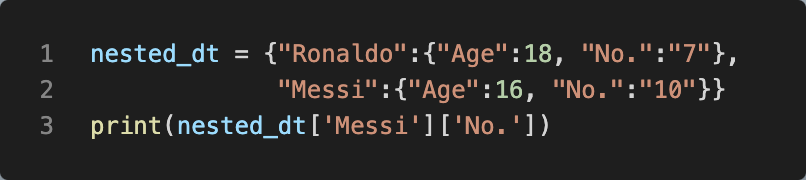 1 nested_dt = {"Ronaldo":{"Age":18, "No.":"7"},
2 "Messi":{"Age":16, "No.":"10"}}
3 print(nested_dt['Messi']['No.'])